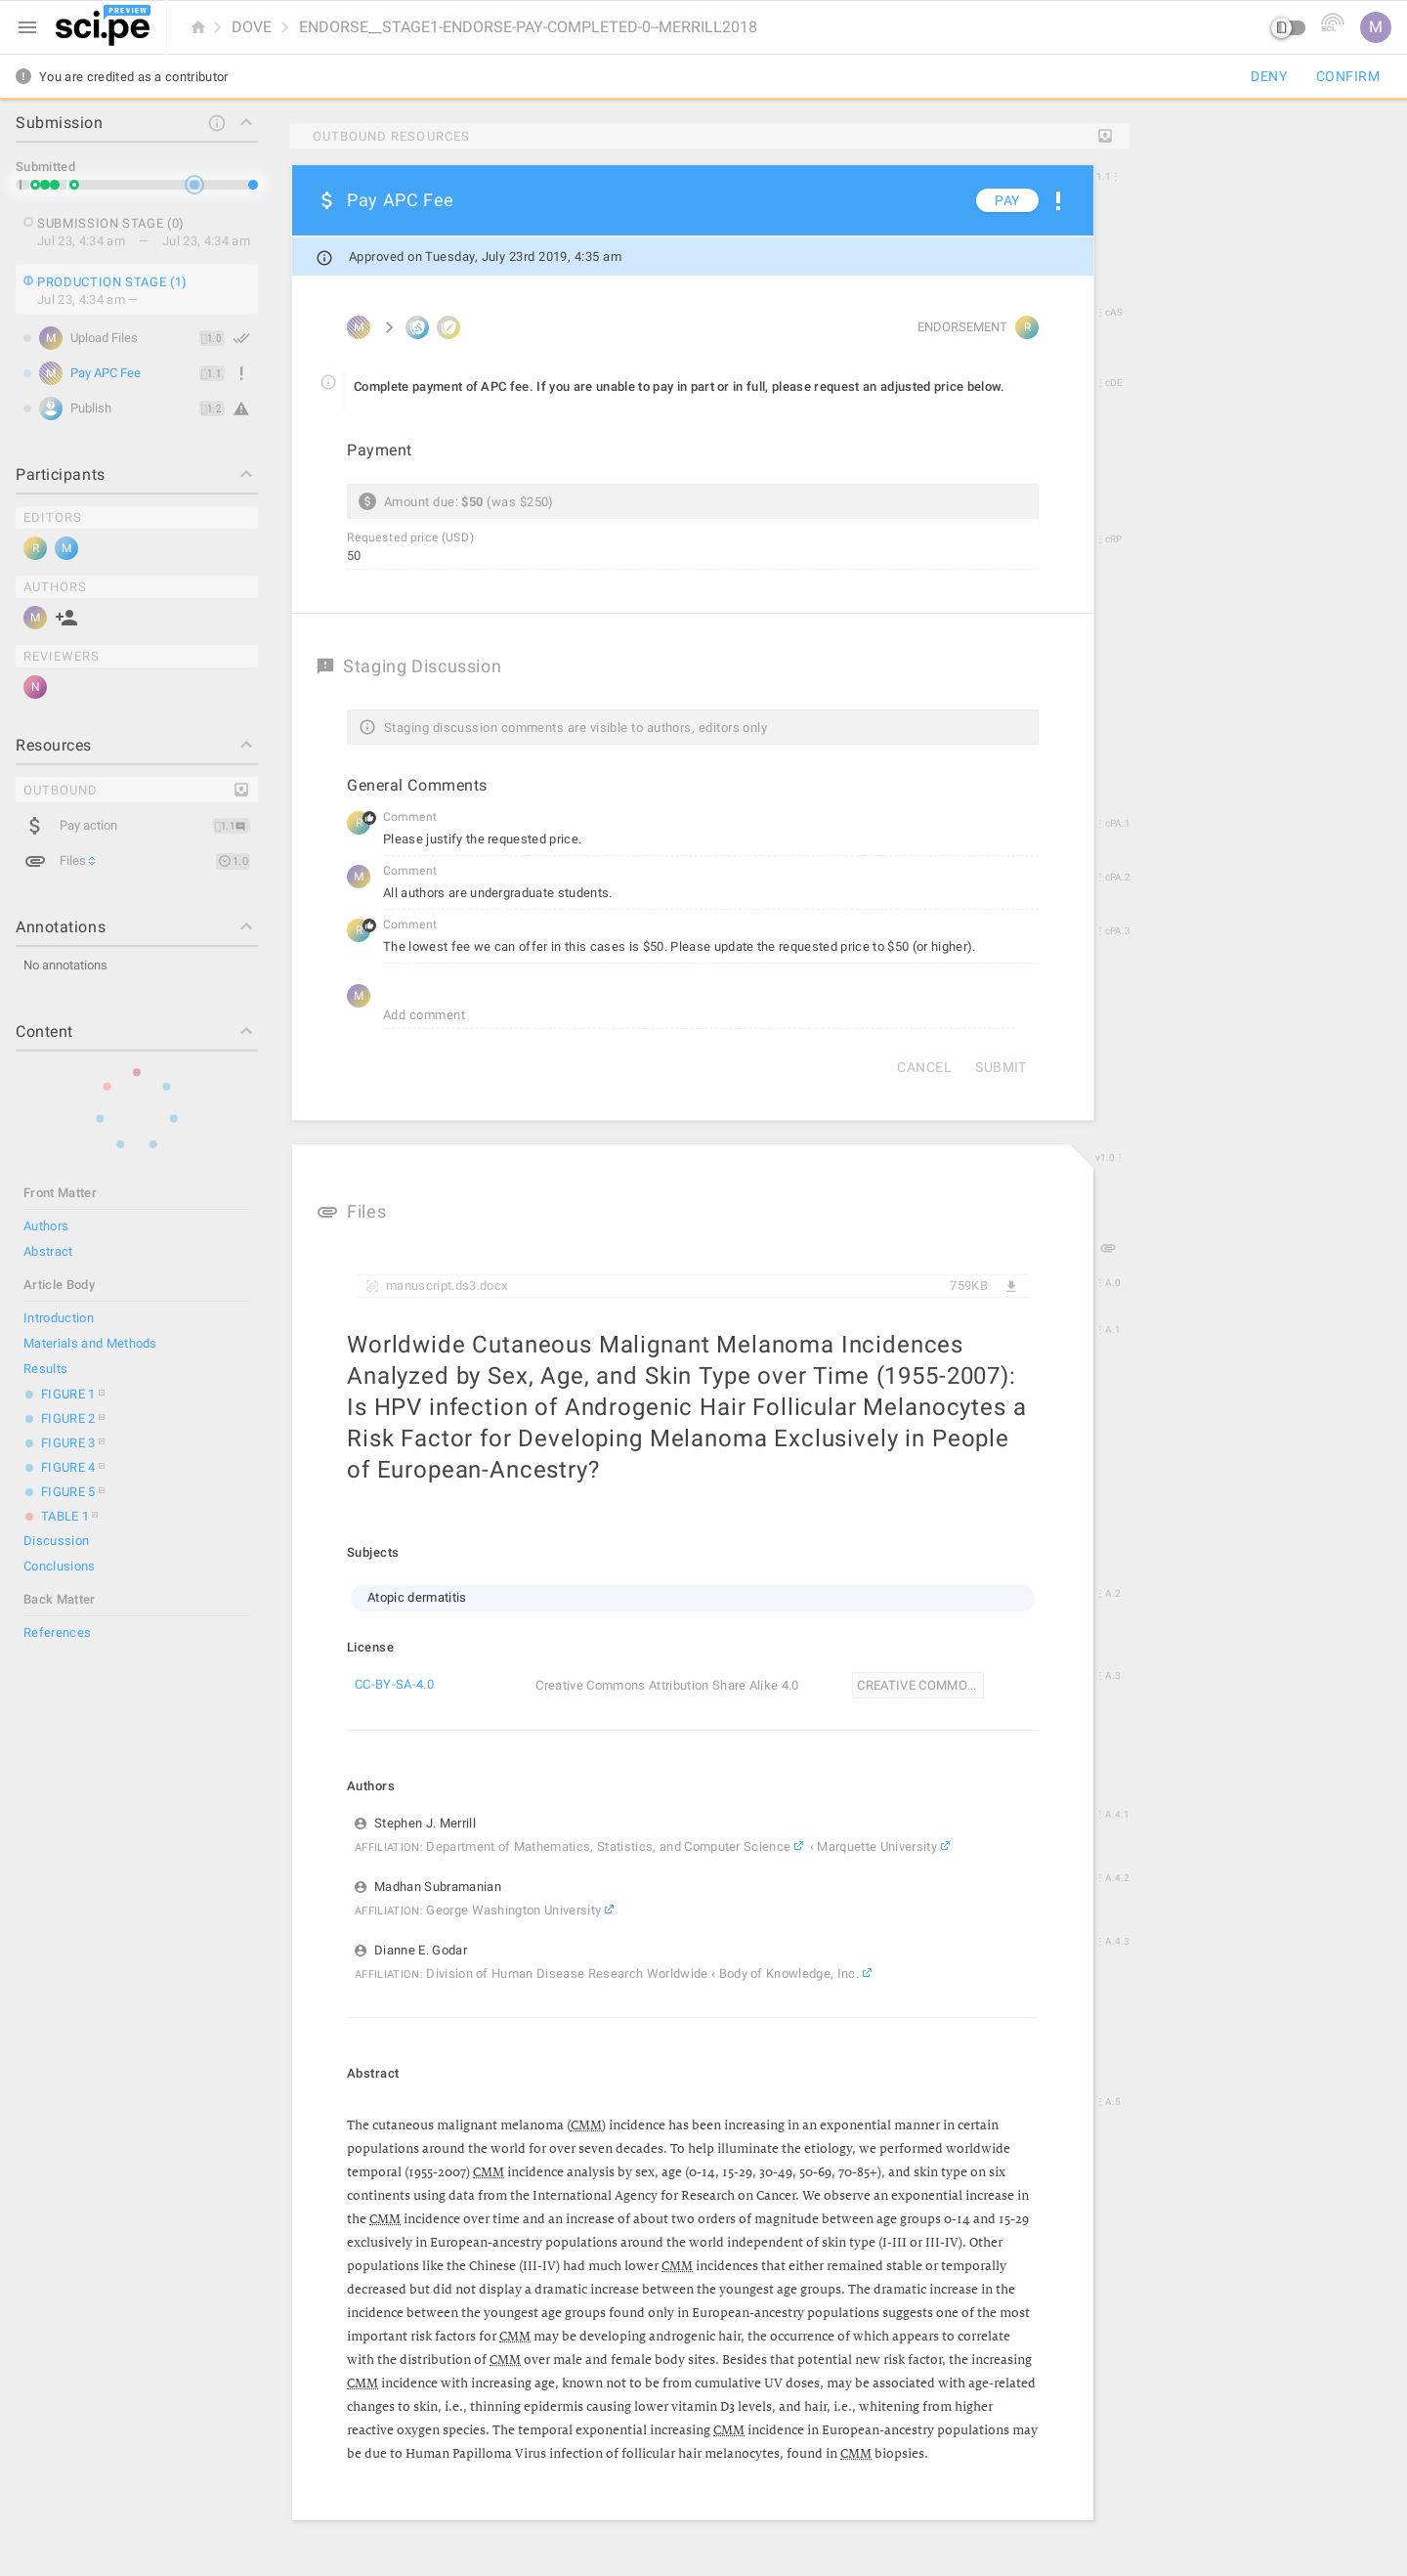 PREVIEW
sci.pe
DOVE
ENDORSE__STAGE1-ENDORSE-PAY-COMPLETED-0--MERRILL2018
sci.
M
You are credited as a contributor
DENY
CONFIRM
Submission
Submitted
SUBMISSION STAGE (0)
Jul 23, 4:34 am — Jul 23, 4:34 am
PRODUCTION STAGE (1)
Jul 23, 4:34 am —
M Upload Files 1.0
M Pay APC Fee 1.1
Publish 1.2
Participants
EDITORS
R M
AUTHORS
M
REVIEWERS
N
Resources
OUTBOUND
Pay action 1.1
Files 1.0
Annotations
No annotations
Content
Front Matter
Authors
Abstract
Article Body
Introduction
Materials and Methods
Results
FIGURE 1
FIGURE 2
FIGURE 3
FIGURE 4
FIGURE 5
TABLE 1
Discussion
Conclusions
Back Matter
References
OUTBOUND RESOURCES
Pay APC Fee
PAY
1.1
Approved on Tuesday, July 23rd 2019, 4:35 am
M
ENDORSEMENT R
cAS
Complete payment of APC fee. If you are unable to pay in part or in full, please request an adjusted price below.
cDE
Payment
Amount due: $50 (was $250)
Requested price (USD)
cRP
50
Staging Discussion
Staging discussion comments are visible to authors, editors only
General Comments
R Comment
cPA.1
Please justify the requested price.
M Comment
cPA.2
All authors are undergraduate students.
R Comment
cPA.3
The lowest fee we can offer in this cases is $50. Please update the requested price to $50 (or higher).
M
Add comment
CANCEL
SUBMIT
v1.0
Files
manuscript.ds3.docx
759KB
A.0
Worldwide Cutaneous Malignant Melanoma Incidences
A.1
Analyzed by Sex, Age, and Skin Type over Time (1955-2007):
Is HPV infection of Androgenic Hair Follicular Melanocytes a
Risk Factor for Developing Melanoma Exclusively in People
of European-Ancestry?
Subjects
Atopic dermatitis
A.2
License
CC-BY-SA-4.0
Creative Commons Attribution Share Alike 4.0
CREATIVE COMMO...
A.3
Authors
Stephen J. Merrill
A.4.1
AFFILIATION: Department of Mathematics, Statistics, and Computer Science ‹ Marquette University
Madhan Subramanian
A.4.2
AFFILIATION: George Washington University
Dianne E. Godar
A.4.3
AFFILIATION: Division of Human Disease Research Worldwide ‹ Body of Knowledge, Inc.
Abstract
A.5
The cutaneous malignant melanoma (CMM) incidence has been increasing in an exponential manner in certain
populations around the world for over seven decades. To help illuminate the etiology, we performed worldwide
temporal (1955-2007) CMM incidence analysis by sex, age (0-14, 15-29, 30-49, 50-69, 70-85+), and skin type on six
continents using data from the International Agency for Research on Cancer. We observe an exponential increase in
the CMM incidence over time and an increase of about two orders of magnitude between age groups 0-14 and 15-29
exclusively in European-ancestry populations around the world independent of skin type (I-III or III-IV). Other
populations like the Chinese (III-IV) had much lower CMM incidences that either remained stable or temporally
decreased but did not display a dramatic increase between the youngest age groups. The dramatic increase in the
incidence between the youngest age groups found only in European-ancestry populations suggests one of the most
important risk factors for CMM may be developing androgenic hair, the occurrence of which appears to correlate
with the distribution of CMM over male and female body sites. Besides that potential new risk factor, the increasing
CMM incidence with increasing age, known not to be from cumulative UV doses, may be associated with age-related
changes to skin, i.e., thinning epidermis causing lower vitamin D3 levels, and hair, i.e., whitening from higher
reactive oxygen species. The temporal exponential increasing CMM incidence in European-ancestry populations may
be due to Human Papilloma Virus infection of follicular hair melanocytes, found in CMM biopsies.